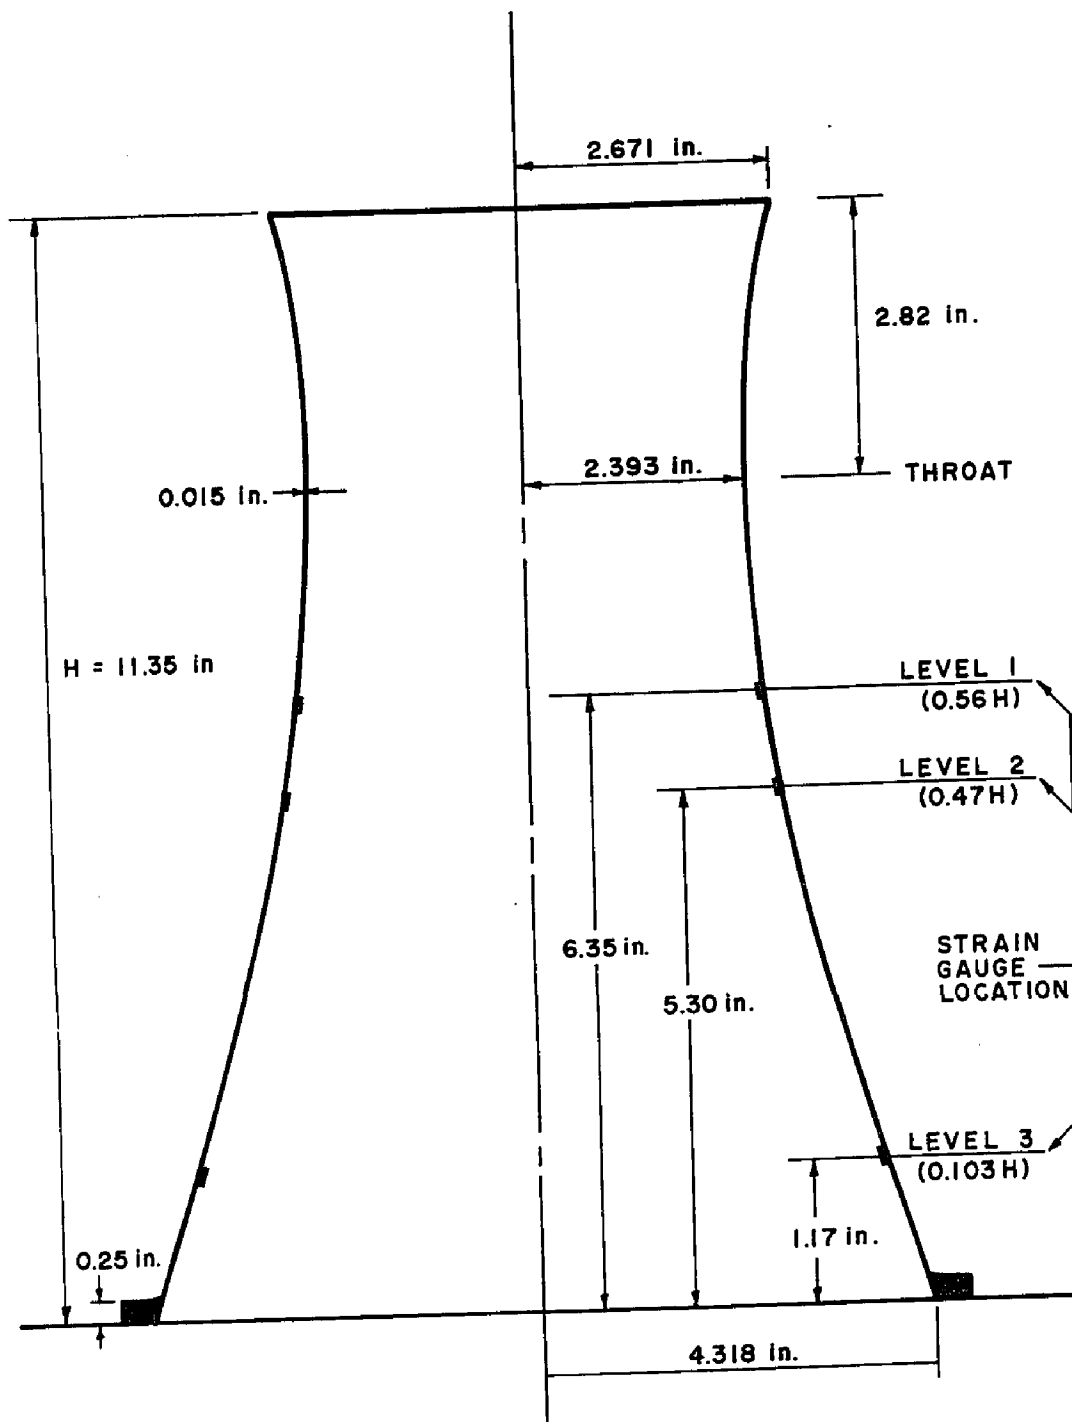 2.671 in.
2.82 in.
2.393 in.
THROAT
0.015 in.
H = 11.35 in
LEVEL 1
(0.56 H)
LEVEL 2
(0.47 H)
6.35 in.
STRAIN
GAUGE
LOCATION
5.30 in.
LEVEL 3
(0.103 H)
1.17 in.
0.25 in.
4.318 in.